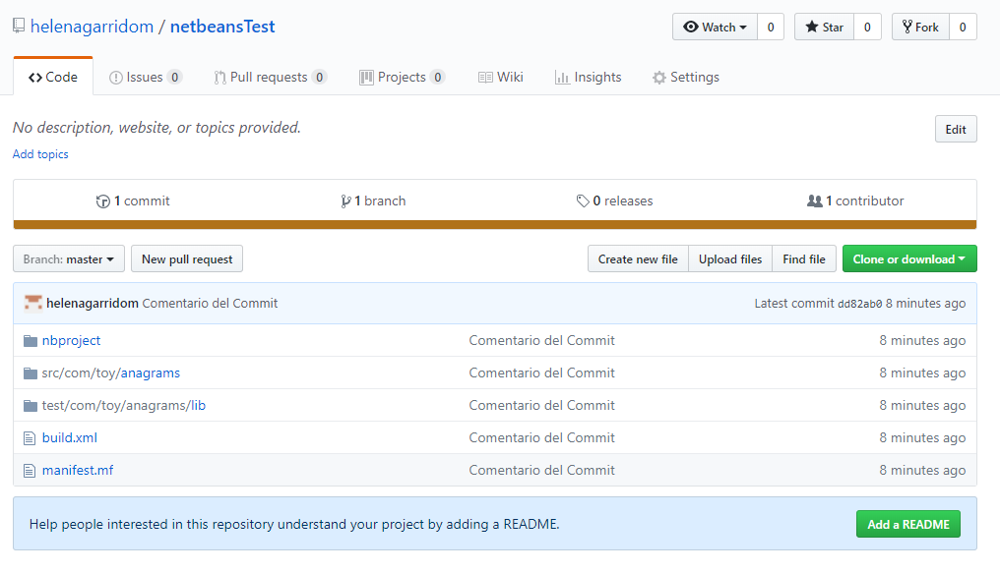 helenagarridom / netbeansTest Watch 0 Star 0 Fork 0
Code Issues 0 Pull requests 0 Projects 0 Wiki Insights Settings
No description, website, or topics provided. Edit
Add topics
1 commit 1 branch 0 releases 1 contributor
Branch: master New pull request Create new file Upload files Find file Clone or download
helenagarridom Comentario del Commit Latest commit dd82ab0 8 minutes ago
nbproject Comentario del Commit 8 minutes ago
src/com/toy/anagrams Comentario del Commit 8 minutes ago
test/com/toy/anagrams/lib Comentario del Commit 8 minutes ago
build.xml Comentario del Commit 8 minutes ago
manifest.mf Comentario del Commit 8 minutes ago
Help people interested in this repository understand your project by adding a README. Add a README